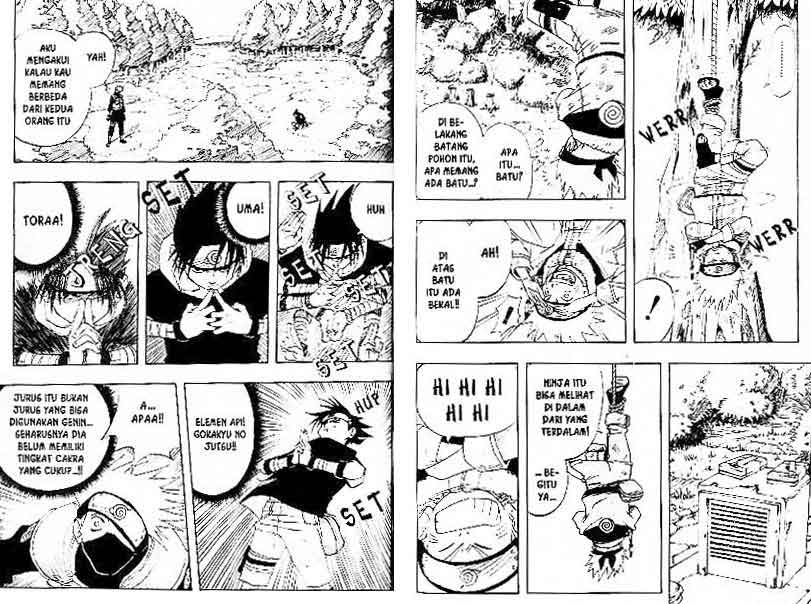 WERR
WERR
!
APA
ITU...
BATU?
DI BE-
LAKANG
BATANG
POHON ITU,
APA MEMANG
ADA BATU...?
AH!
DI
ATAS
BATU
ITU ADA
BEKAL!!
!
NINJA ITU
BISA MELIHAT
DI DALAM
DARI YANG
TERDALAM!
... BE-
GITU
YA...
HI HI HI
HI HI
YAH!
AKU
MENGAKUI
KALAU KAU
MEMANG
BERBEDA
DARI KEDUA
ORANG ITU
HUH
SET
SET
SET
SET
UMA!
SET
TORAA!
SRENG
HUP
ELEMEN API!
GOKAKYU NO
JUTSU!!
SET
A...
APAA!!
JURUS ITU BUKAN
JURUS YANG BISA
DIGUNAKAN GENIN...
SEHARUSNYA DIA
BELUM MEMILIKI
TINGKAT CAKRA
YANG CUKUP...!!